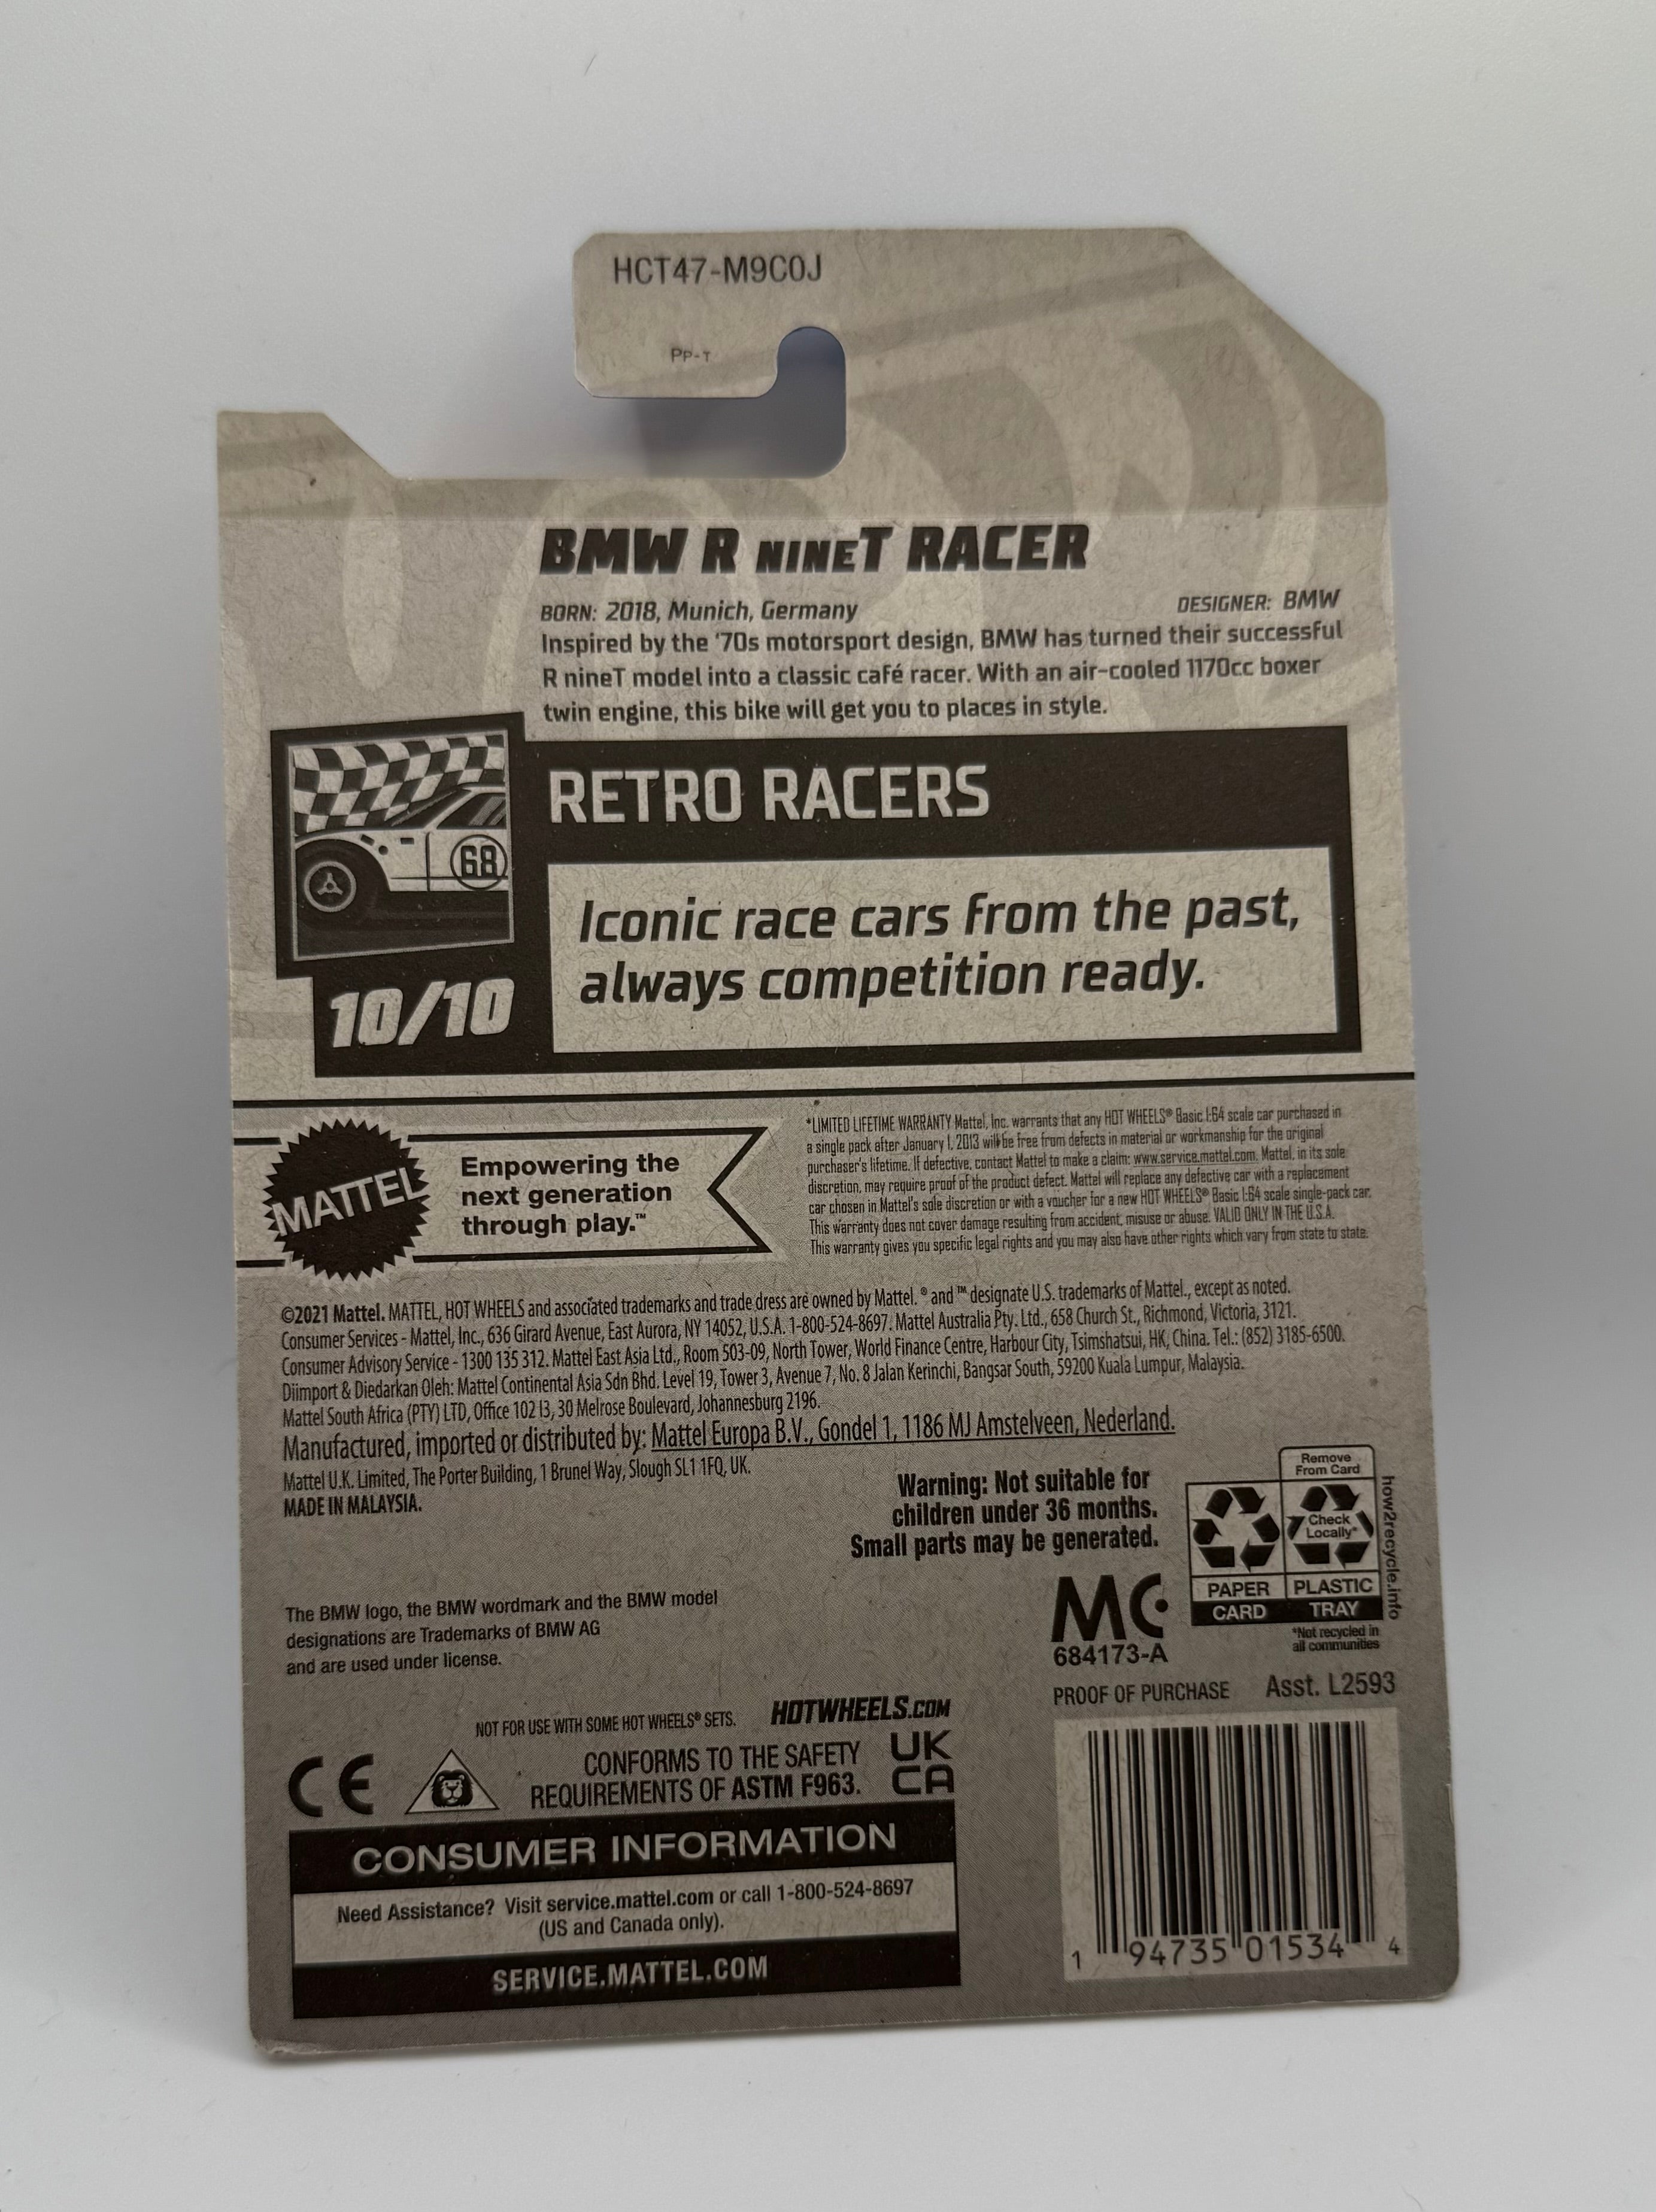 HCT47-M9C0J
PP-T
BMW R NINET RACER
BORN: 2018, Munich, Germany
DESIGNER: BMW
Inspired by the '70s motorsport design, BMW has turned their successful
R nineT model into a classic café racer. With an air-cooled 1170cc boxer
twin engine, this bike will get you to places in style.
68
RETRO RACERS
Iconic race cars from the past,
always competition ready.
10/10
MATTEL
Empowering the
next generation
through play.™
*LIMITED LIFETIME WARRANTY Mattel, Inc. warrants that any HOT WHEELS® Basic 1:64 scale car purchased in
a single pack after January 1, 2013 will be free from defects in material or workmanship for the original
purchaser's lifetime. If defective, contact Mattel to make a claim: www.service.mattel.com. Mattel, in its sole
discretion, may require proof of the product defect. Mattel will replace any defective car with a replacement
car chosen in Mattel's sole discretion or with a voucher for a new HOT WHEELS® Basic 1:64 scale single-pack car.
This warranty does not cover damage resulting from accident, misuse or abuse. VALID ONLY IN THE U.S.A.
This warranty gives you specific legal rights and you may also have other rights which vary from state to state.
©2021 Mattel. MATTEL, HOT WHEELS and associated trademarks and trade dress are owned by Mattel. ® and ™ designate U.S. trademarks of Mattel., except as noted.
Consumer Services - Mattel, Inc., 636 Girard Avenue, East Aurora, NY 14052, U.S.A. 1-800-524-8697. Mattel Australia Pty. Ltd., 658 Church St., Richmond, Victoria, 3121.
Consumer Advisory Service - 1300 135 312. Mattel East Asia Ltd., Room 503-09, North Tower, World Finance Centre, Harbour City, Tsimshatsui, HK, China. Tel.: (852) 3185-6500.
Diimport & Diedarkan Oleh: Mattel Continental Asia Sdn Bhd. Level 19, Tower 3, Avenue 7, No. 8 Jalan Kerinchi, Bangsar South, 59200 Kuala Lumpur, Malaysia.
Mattel South Africa (PTY) LTD, Office 102 I3, 30 Melrose Boulevard, Johannesburg 2196.
Manufactured, imported or distributed by: Mattel Europa B.V., Gondel 1, 1186 MJ Amstelveen, Nederland.
Mattel U.K. Limited, The Porter Building, 1 Brunel Way, Slough SL1 1FQ, UK.
MADE IN MALAYSIA.
Warning: Not suitable for
children under 36 months.
Small parts may be generated.
Remove
From Card
Check
Locally*
PAPER
PLASTIC
CARD
TRAY
*Not recycled in
all communities
how2recycle.info
The BMW logo, the BMW wordmark and the BMW model
designations are Trademarks of BMW AG
and are used under license.
MC
684173-A
PROOF OF PURCHASE
Asst. L2593
NOT FOR USE WITH SOME HOT WHEELS® SETS.
HOTWHEELS.COM
CE
CONFORMS TO THE SAFETY
REQUIREMENTS OF ASTM F963.
UK
CA
CONSUMER INFORMATION
Need Assistance? Visit service.mattel.com or call 1-800-524-8697
(US and Canada only).
SERVICE.MATTEL.COM
1 94735 01534 4